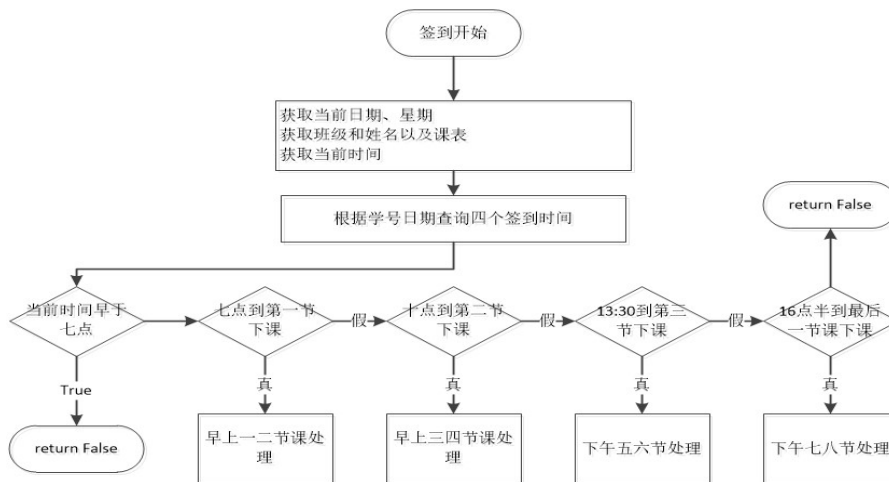 签到开始
获取当前日期、星期
获取班级和姓名以及课表
获取当前时间
根据学号日期查询四个签到时间
return False
当前时间早于
七点
七点到第一节
下课
假
十点到第二节
下课
假
13:30到第三
节下课
假
16点半到最后
一节课下课
True
真
真
真
真
return False
早上一二节课处
理
早上三四节课处
理
下午五六节处理
下午七八节处理